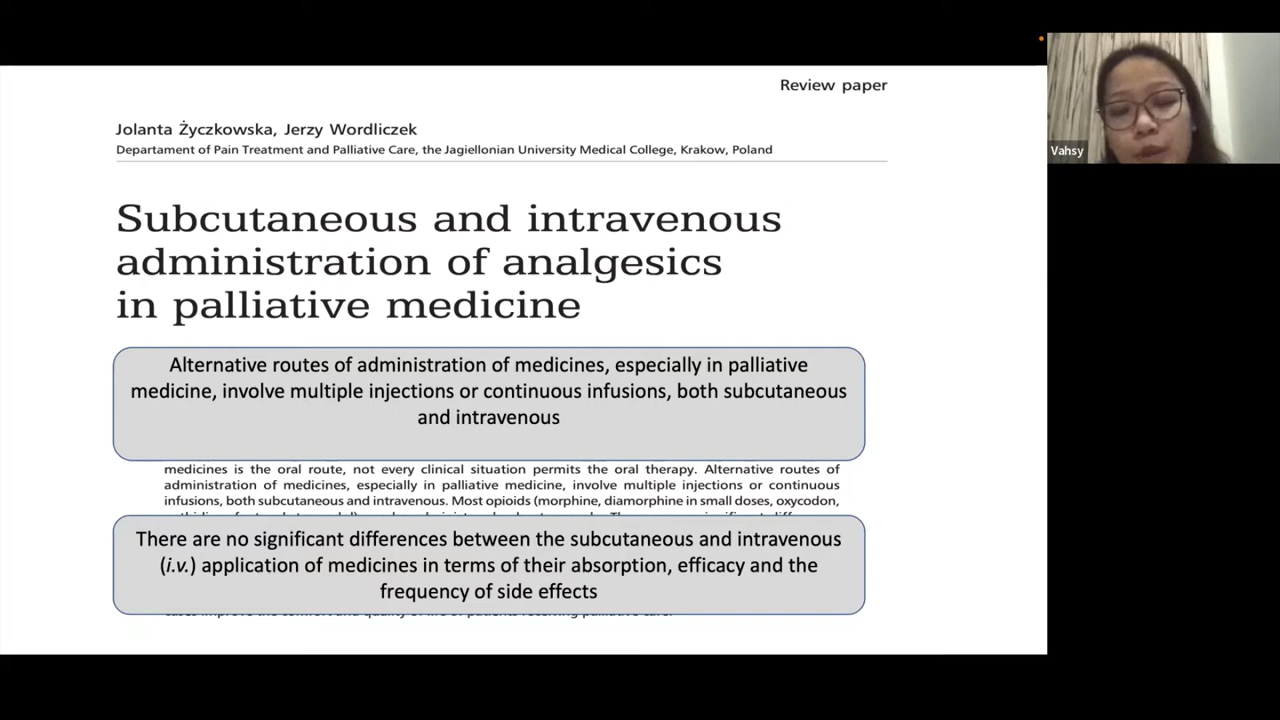 Review paper
Jolanta Życzkowska, Jerzy Wordliczek
Departament of Pain Treatment and Palliative Care, the Jagiellonian University Medical College, Krakow, Poland
Subcutaneous and intravenous
administration of analgesics
in palliative medicine
Alternative routes of administration of medicines, especially in palliative
medicine, involve multiple injections or continuous infusions, both subcutaneous
and intravenous
medicines is the oral route, not every clinical situation permits the oral therapy. Alternative routes of
administration of medicines, especially in palliative medicine, involve multiple injections or continuous
infusions, both subcutaneous and intravenous. Most opioids (morphine, diamorphine in small doses, oxycodon,
There are no significant differences between the subcutaneous and intravenous
(i.v.) application of medicines in terms of their absorption, efficacy and the
frequency of side effects
Vahsy